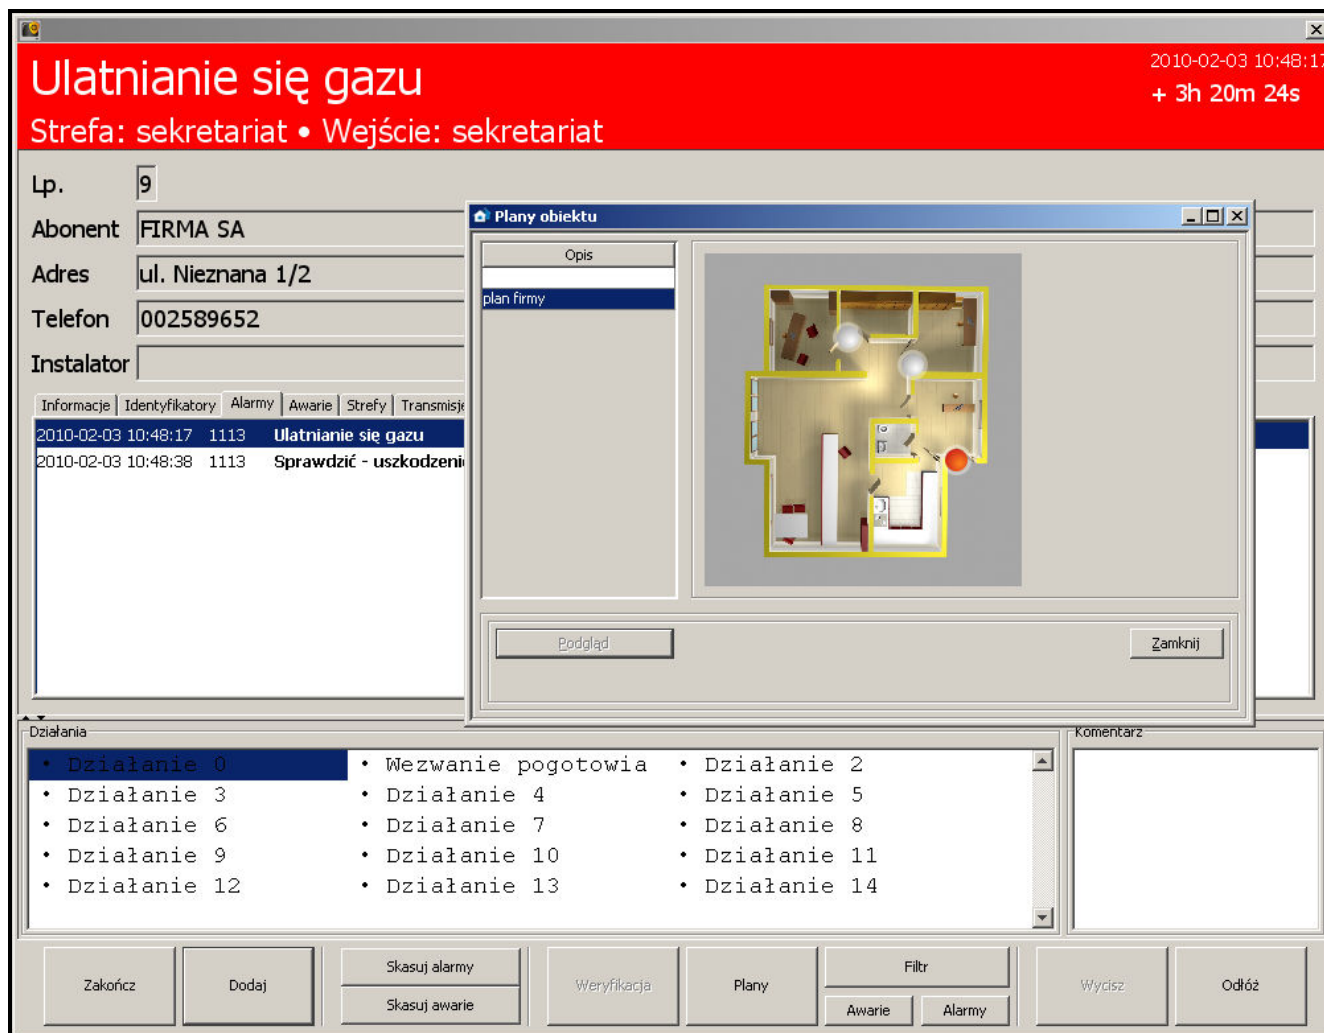 2010-02-03 10:48:17
Ulatnianie się gazu
+ 3h 20m 24s
Strefa: sekretariat • Wejście: sekretariat
Lp. 9
Abonent FIRMA SA
Adres ul. Nieznana 1/2
Telefon 002589652
Instalator
Informacje Identyfikatory Alarmy Awarie Strefy Transmisje
2010-02-03 10:48:17 1113 Ulatnianie się gazu
2010-02-03 10:48:38 1113 Sprawdzić - uszkodzenie
Plany obiektu
Opis
plan firmy
Podgląd
Zamknij
Działania
• Działanie 0 • Wezwanie pogotowia • Działanie 2
• Działanie 3 • Działanie 4 • Działanie 5
• Działanie 6 • Działanie 7 • Działanie 8
• Działanie 9 • Działanie 10 • Działanie 11
• Działanie 12 • Działanie 13 • Działanie 14
Komentarz
Zakończ
Dodaj
Skasuj alarmy
Skasuj awarie
Weryfikacja
Plany
Filtr
Awarie
Alarmy
Wycisz
Odłóż